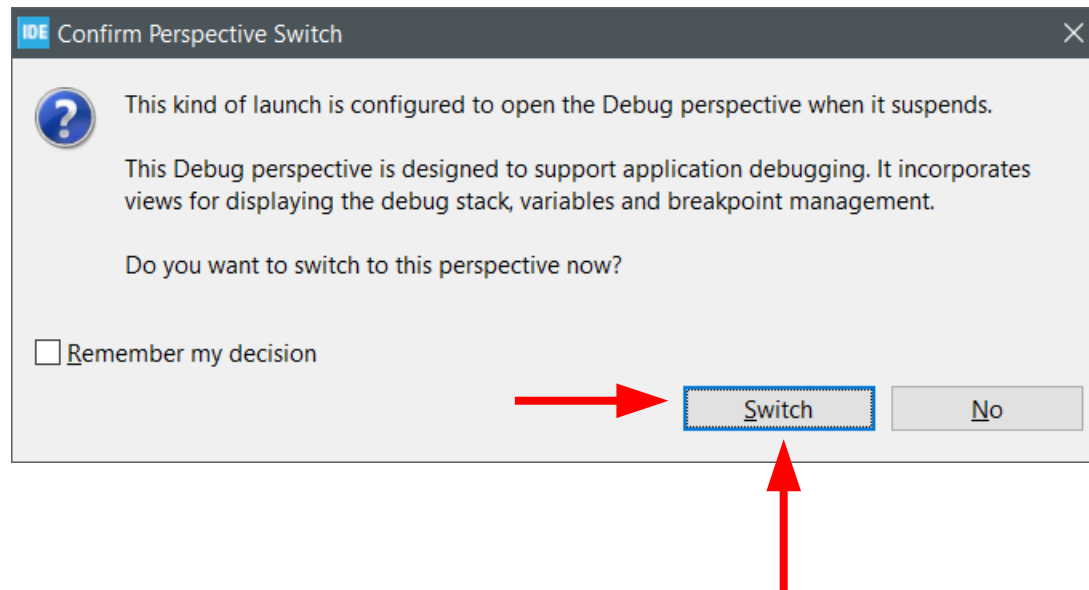 IDE Confirm Perspective Switch
This kind of launch is configured to open the Debug perspective when it suspends.
This Debug perspective is designed to support application debugging. It incorporates
views for displaying the debug stack, variables and breakpoint management.
Do you want to switch to this perspective now?
Remember my decision
Switch No